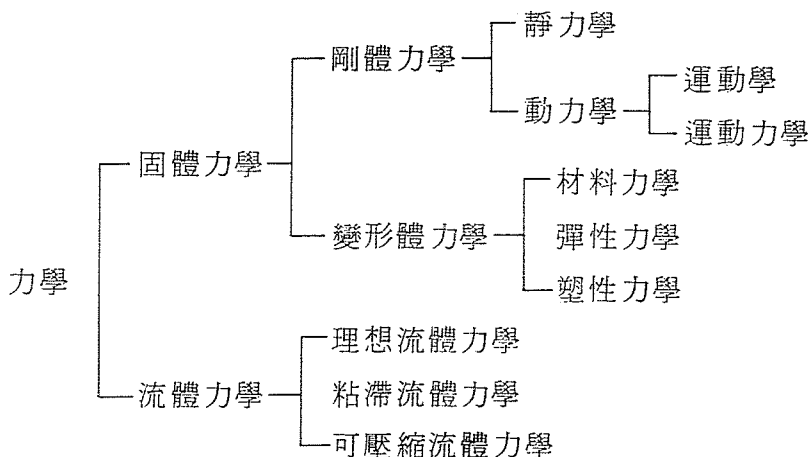 力學
固體力學
剛體力學
靜力學
動力學
運動學
運動力學
變形體力學
材料力學
彈性力學
塑性力學
流體力學
理想流體力學
粘滯流體力學
可壓縮流體力學